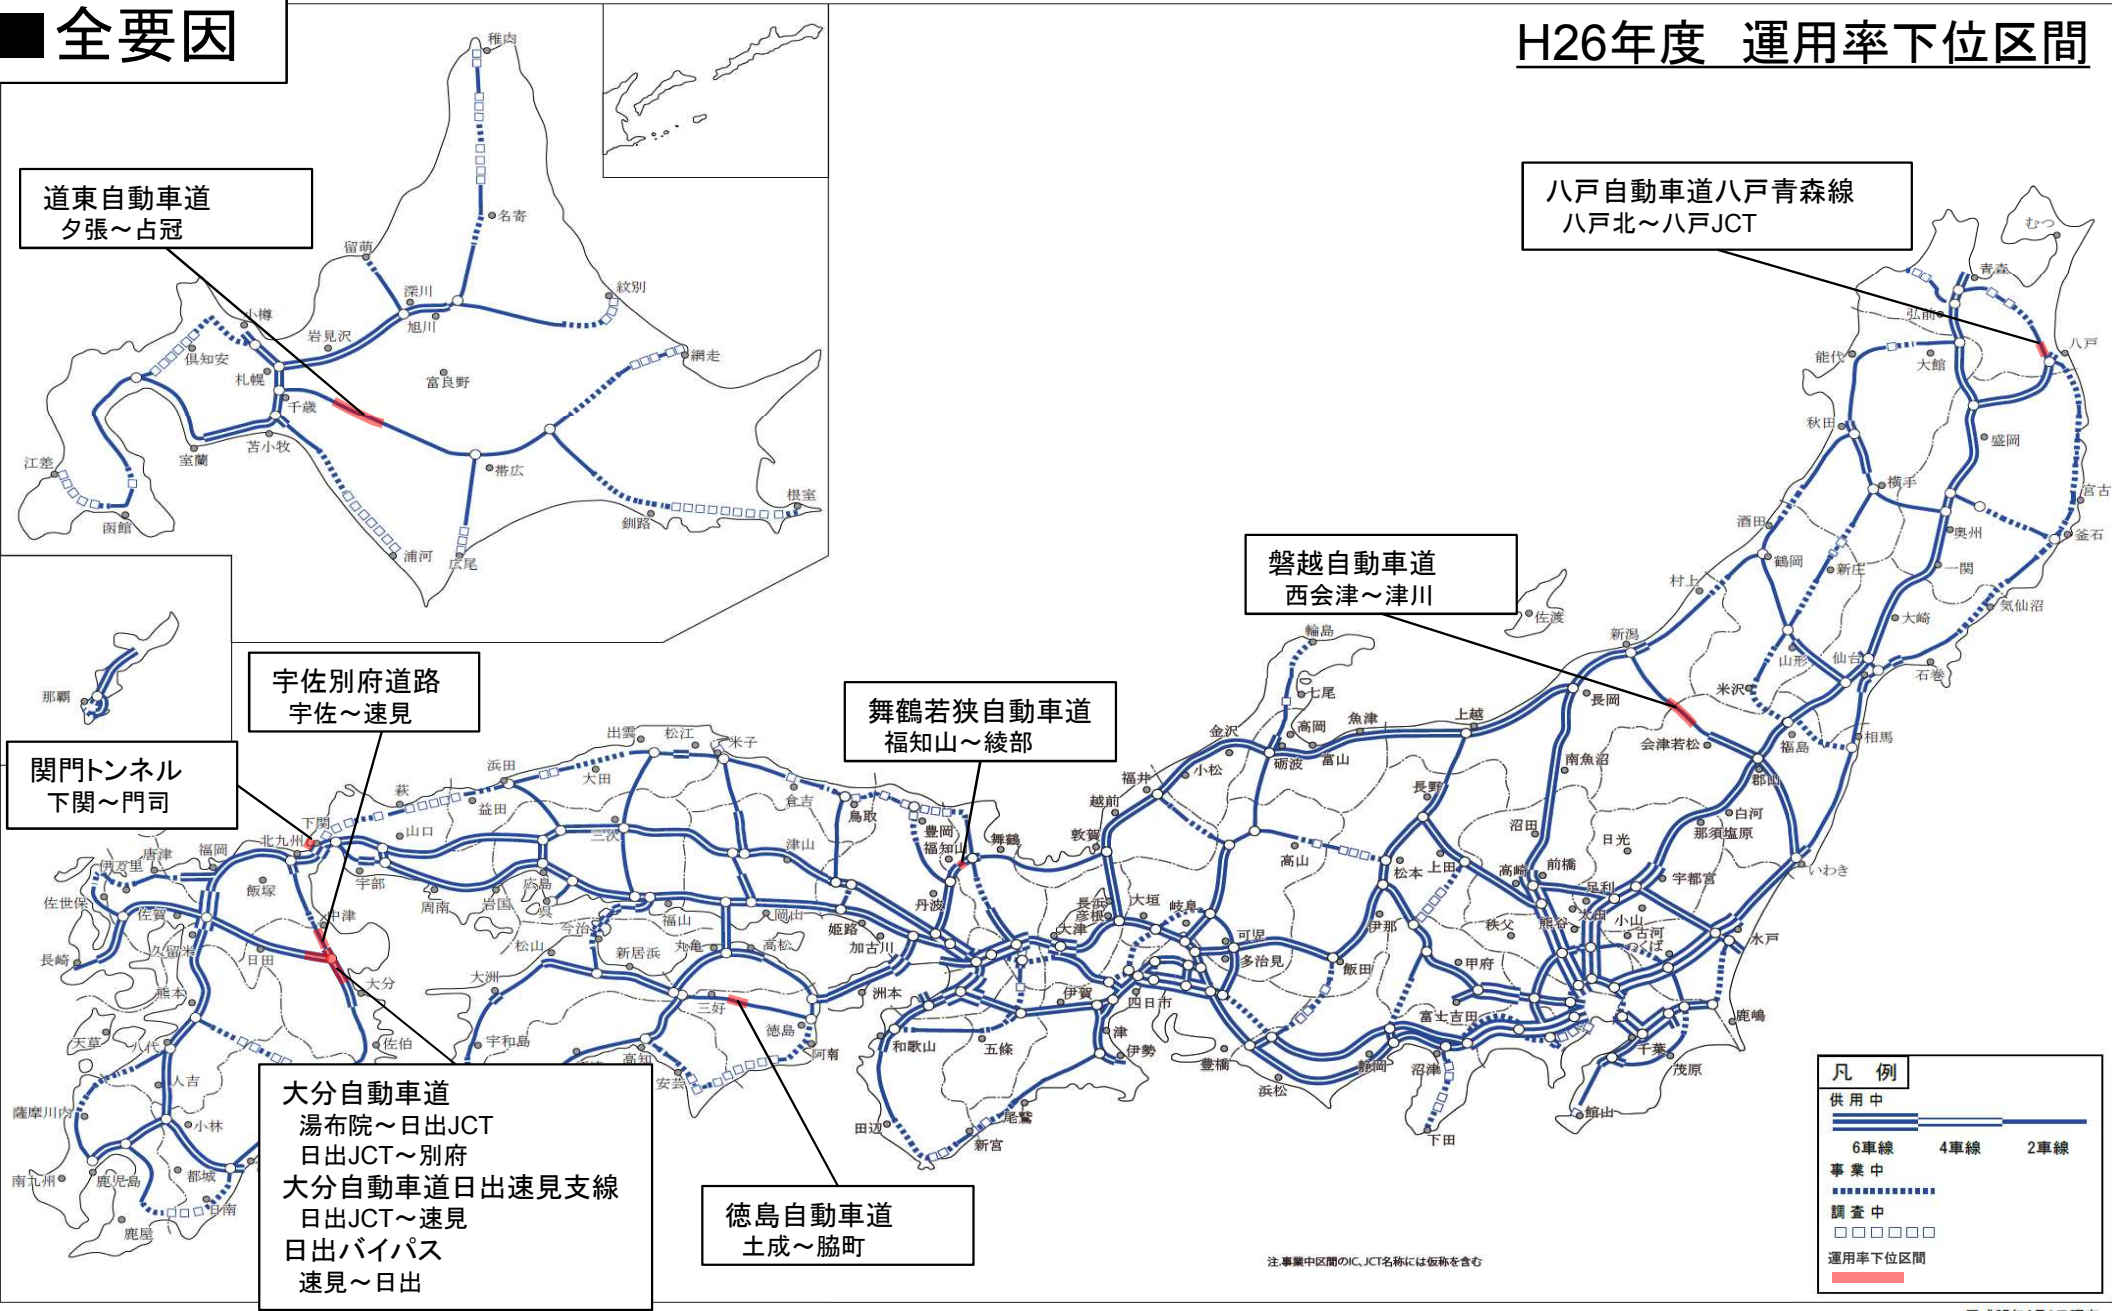 ■全要因
H26年度　運用率下位区間
道東自動車道
夕張～占冠
八戸自動車道八戸青森線
八戸北～八戸JCT
磐越自動車道
西会津～津川
宇佐別府道路
宇佐～速見
舞鶴若狭自動車道
福知山～綾部
関門トンネル
下関～門司
大分自動車道
湯布院～日出JCT
日出JCT～別府
大分自動車道日出速見支線
日出JCT～速見
日出バイパス
速見～日出
徳島自動車道
土成～脇町
稚内
名寄
留萌
深川
旭川
紋別
小樽
岩見沢
倶知安
札幌
富良野
網走
千歳
苫小牧
室蘭
江差
函館
帯広
釧路
根室
浦河
広尾
那覇
むつ
青森
弘前
八戸
能代
大館
秋田
盛岡
横手
宮古
酒田
奥州
釜石
鶴岡
新庄
一関
村上
気仙沼
大崎
佐渡
新潟
山形
仙台
石巻
米沢
長岡
会津若松
福島
相馬
南魚沼
郡山
白河
那須塩原
いわき
輪島
七尾
高岡
魚津
上越
金沢
砺波
富山
小松
福井
越前
敦賀
長野
沼田
日光
高山
松本
上田
高崎
前橋
足利
宇都宮
太田
小山
熊谷
古河
つくば
水戸
秩父
伊那
甲府
飯田
富士吉田
鹿嶋
千葉
茂原
館山
沼津
下田
静岡
浜松
豊橋
大垣
岐阜
可児
多治見
長浜
彦根
大津
四日市
伊賀
津
伊勢
尾鷲
新宮
田辺
五條
和歌山
洲本
加古川
姫路
丹波
福知山
豊岡
舞鶴
鳥取
倉吉
米子
松江
出雲
大田
浜田
益田
萩
山口
下関
北九州
宇部
周南
岩国
広島
呉
三次
津山
岡山
福山
今治
松山
新居浜
丸亀
高松
大洲
三好
徳島
阿南
宇和島
高知
安芸
福岡
唐津
伊万里
飯塚
佐世保
佐賀
中津
久留米
日田
長崎
大分
熊本
佐伯
天草
八代
人吉
薩摩川内
小林
南九州
鹿児島
都城
日南
鹿屋
注.事業中区間のIC、JCT名称には仮称を含む
凡　例
供用中
6車線　4車線　2車線
事業中
調査中
運用率下位区間